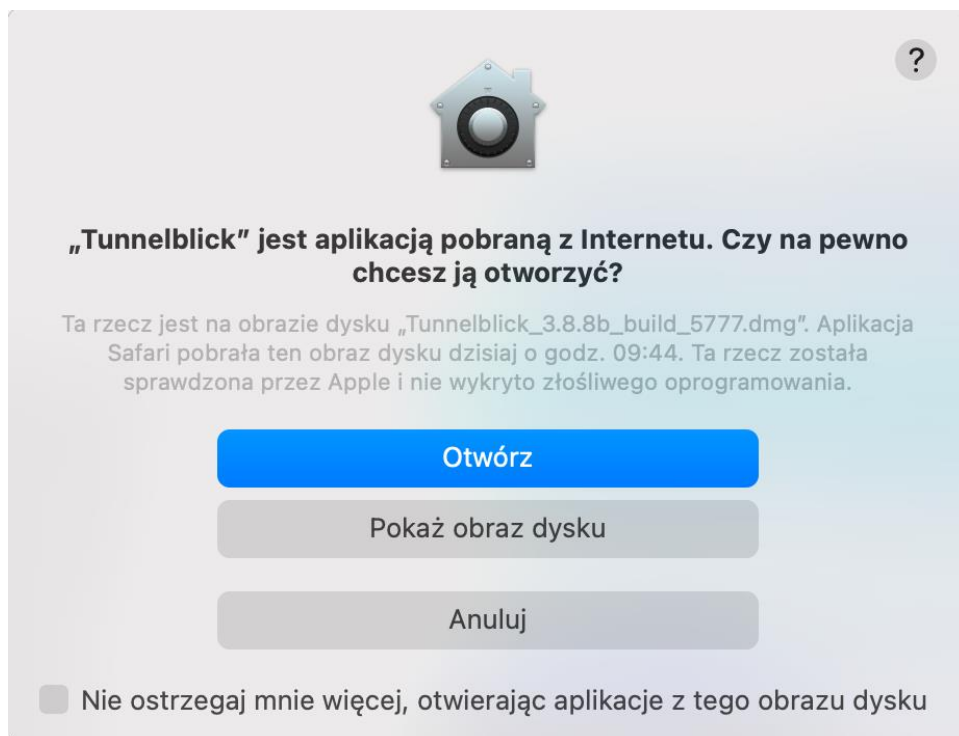 ?
„Tunnelblick” jest aplikacją pobraną z Internetu. Czy na pewno
chcesz ją otworzyć?
Ta rzecz jest na obrazie dysku „Tunnelblick_3.8.8b_build_5777.dmg”. Aplikacja
Safari pobrała ten obraz dysku dzisiaj o godz. 09:44. Ta rzecz została
sprawdzona przez Apple i nie wykryto złośliwego oprogramowania.
Otwórz
Pokaż obraz dysku
Anuluj
Nie ostrzegaj mnie więcej, otwierając aplikacje z tego obrazu dysku